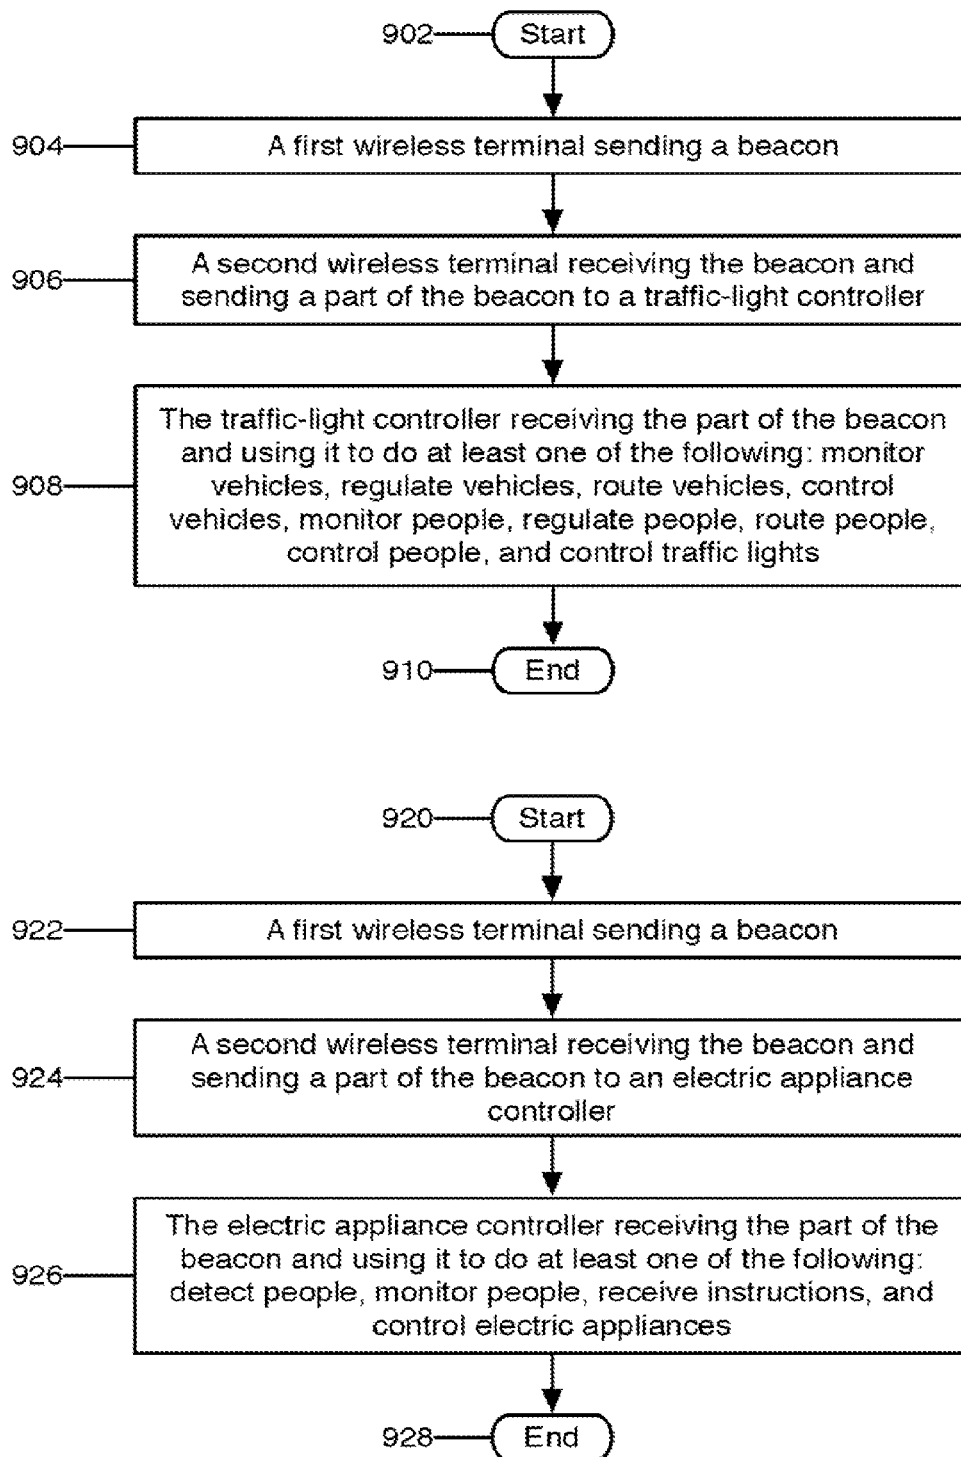 902 Start
904 A first wireless terminal sending a beacon
906 A second wireless terminal receiving the beacon and
sending a part of the beacon to a traffic-light controller
The traffic-light controller receiving the part of the beacon
and using it to do at least one of the following: monitor
908 vehicles, regulate vehicles, route vehicles, control
vehicles, monitor people, regulate people, route people,
control people, and control traffic lights
910 End
920 Start
922 A first wireless terminal sending a beacon
A second wireless terminal receiving the beacon and
924 sending a part of the beacon to an electric appliance
controller
The electric appliance controller receiving the part of the
beacon and using it to do at least one of the following:
926 detect people, monitor people, receive instructions, and
control electric appliances
928 End